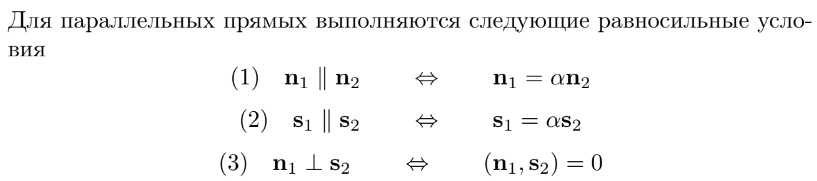 Для параллельных прямых выполняются следующие равносильные усло-
вия
(1) n₁ ∥ n₂ ⇔ n₁ = αn₂
(2) s₁ ∥ s₂ ⇔ s₁ = αs₂
(3) n₁ ⊥ s₂ ⇔ (n₁, s₂) = 0